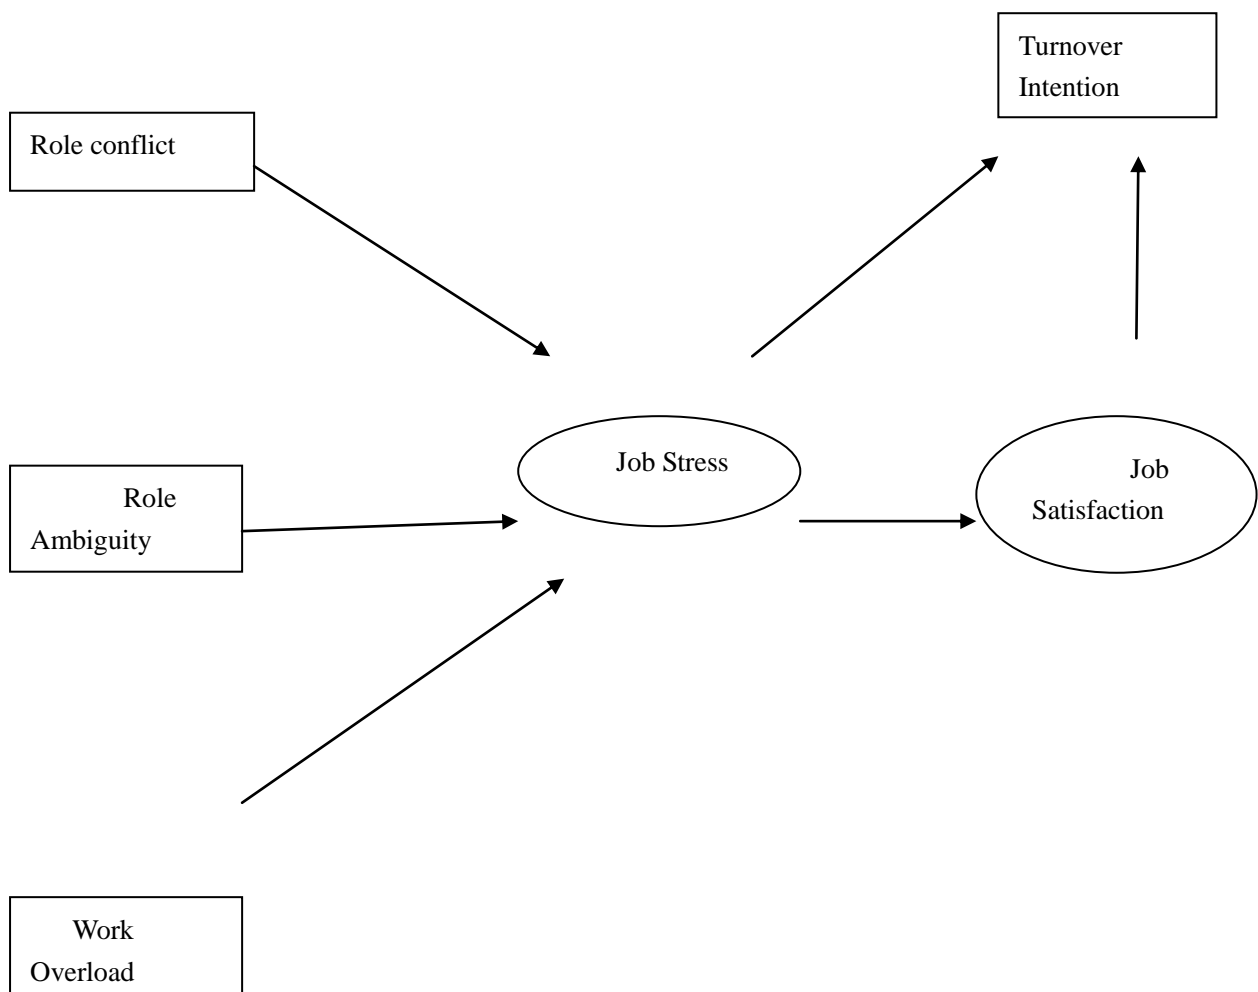 Turnover
Intention
Role conflict
Job Stress
Job
Satisfaction
Role
Ambiguity
Work
Overload